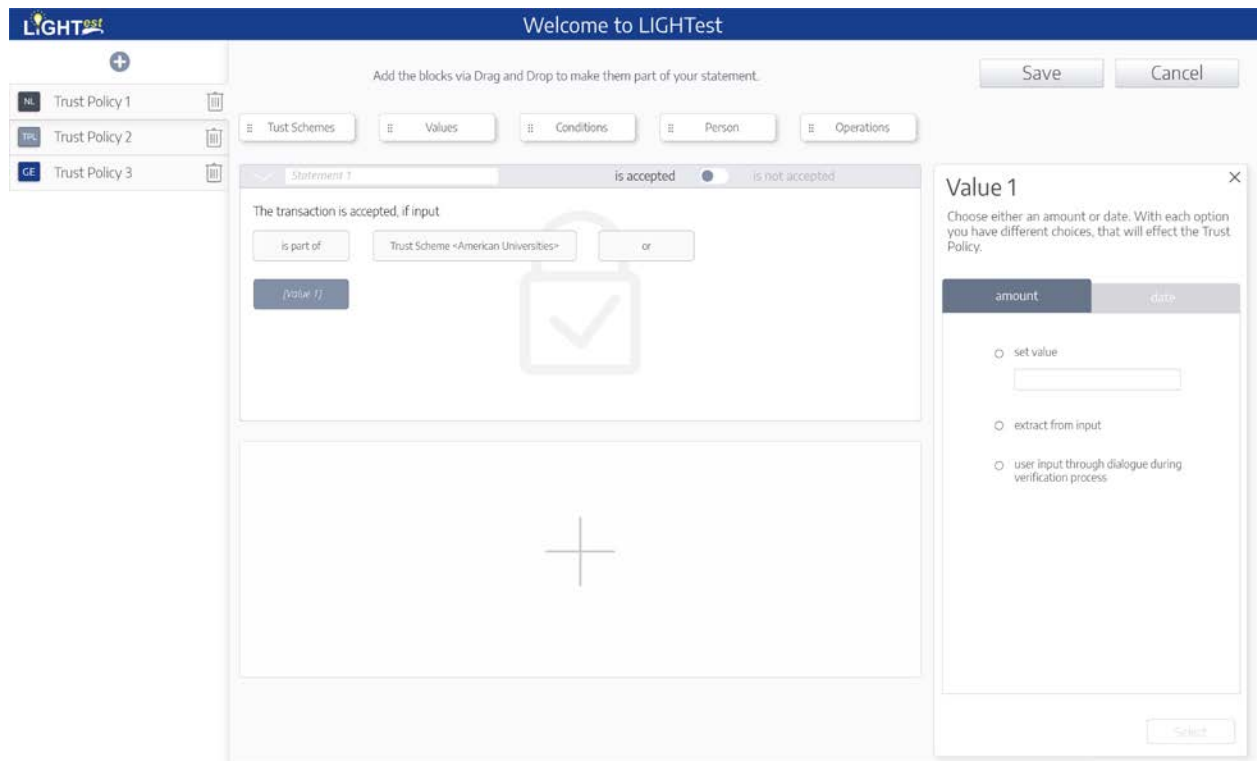 LIGHTest
Welcome to LIGHTest
Add the blocks via Drag and Drop to make them part of your statement.
Save
Cancel
NL Trust Policy 1
TPL Trust Policy 2
GE Trust Policy 3
Tust Schemes
Values
Conditions
Person
Operations
Statement 1
is accepted
is not accepted
The transaction is accepted, if input
is part of
Trust Scheme <American Universities>
or
[Value 1]
Value 1
Choose either an amount or date. With each option
you have different choices, that will effect the Trust
Policy.
amount
date
set value
extract from input
user input through dialogue during
verification process
Select